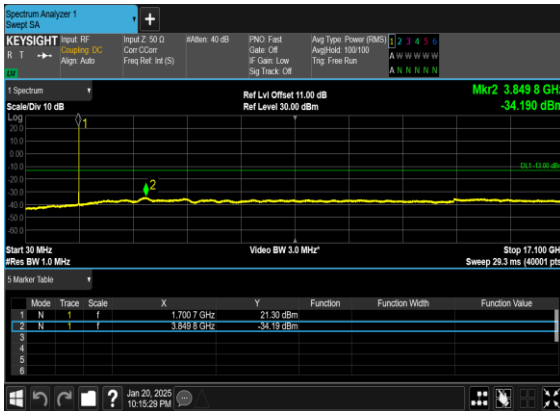 Spectrum Analyzer 1
Swept SA
+
KEYSIGHT
R T
Input: RF
Coupling: DC
Align: Auto
Input Z: 50 Ω
Corr CCorr
Freq Ref: Int (S)
#Atten: 40 dB
PNO: Fast
Gate: Off
IF Gain: Low
Sig Track: Off
Avg Type: Power (RMS)
Avg|Hold: 100/100
Trig: Free Run
1 2 3 4 5 6
A W W W W W
A N N N N N
1 Spectrum
Scale/Div 10 dB
Log
Ref Lvl Offset 11.00 dB
Ref Level 30.00 dBm
Mkr2 3.849 8 GHz
-34.190 dBm
1
20.0
10.0
0.00
-10.0
-20.0
-30.0
-40.0
-50.0
-60.0
DL1 -13.00 dBm
2
Start 30 MHz
#Res BW 1.0 MHz
Video BW 3.0 MHz*
Stop 17.100 GHz
Sweep 29.3 ms (40001 pts)
5 Marker Table
Mode Trace Scale X Y Function Function Width Function Value
1 N 1 f 1.700 7 GHz 21.30 dBm
2 N 1 f 3.849 8 GHz -34.19 dBm
3
4
5
6
?
Jan 20, 2025
10:15:29 PM